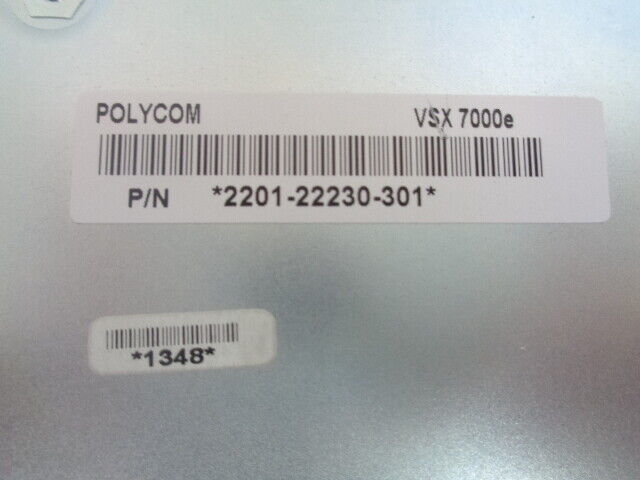 POLYCOM VSX 7000e
P/N *2201-22230-301*
*1348*